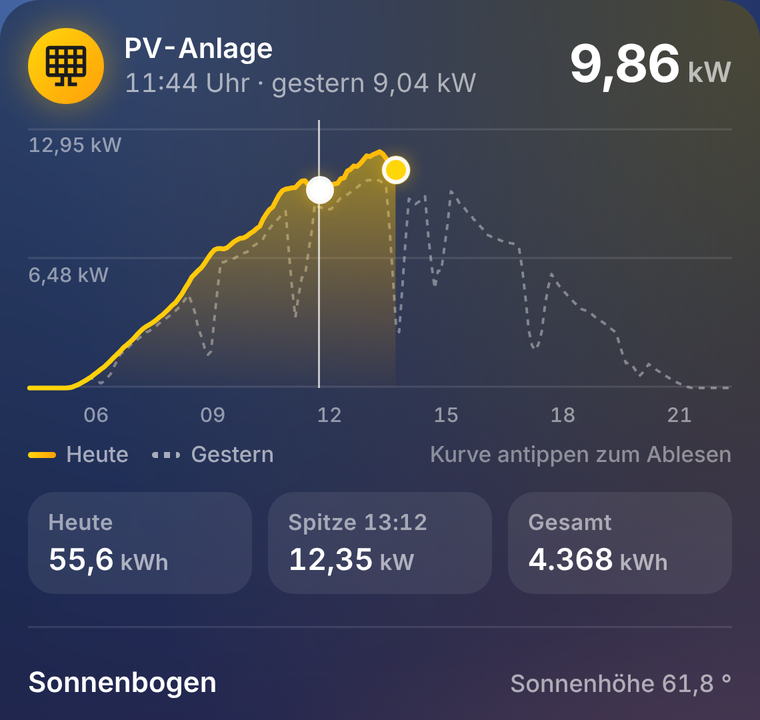 PV-Anlage
11:44 Uhr · gestern 9,04 kW
9,86 kW
12,95 kW
6,48 kW
06 09 12 15 18 21
Heute Gestern Kurve antippen zum Ablesen
Heute
55,6 kWh
Spitze 13:12
12,35 kW
Gesamt
4.368 kWh
Sonnenbogen Sonnenhöhe 61,8 °